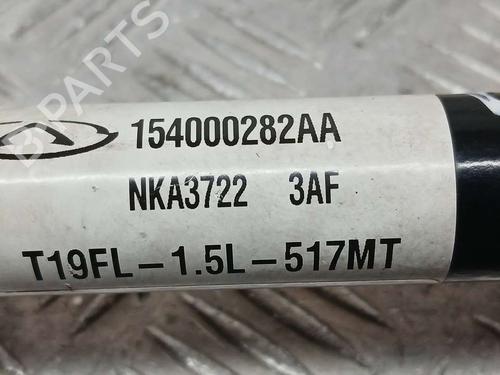 B PARTS
154000282AA
NKA3722 3AF
T19FL-1.5L-517MT